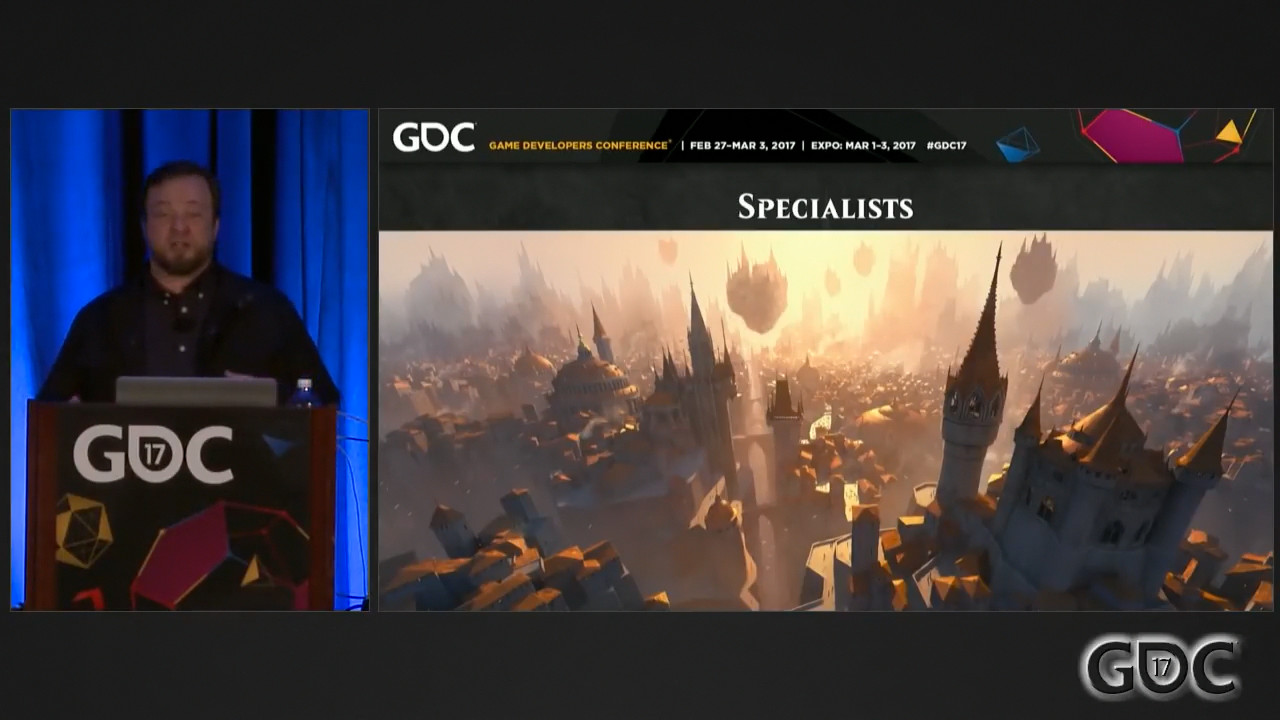 GDC
GAME DEVELOPERS CONFERENCE® | FEB 27–MAR 3, 2017 | EXPO: MAR 1–3, 2017 #GDC17
SPECIALISTS
GDC 17
GDC 17